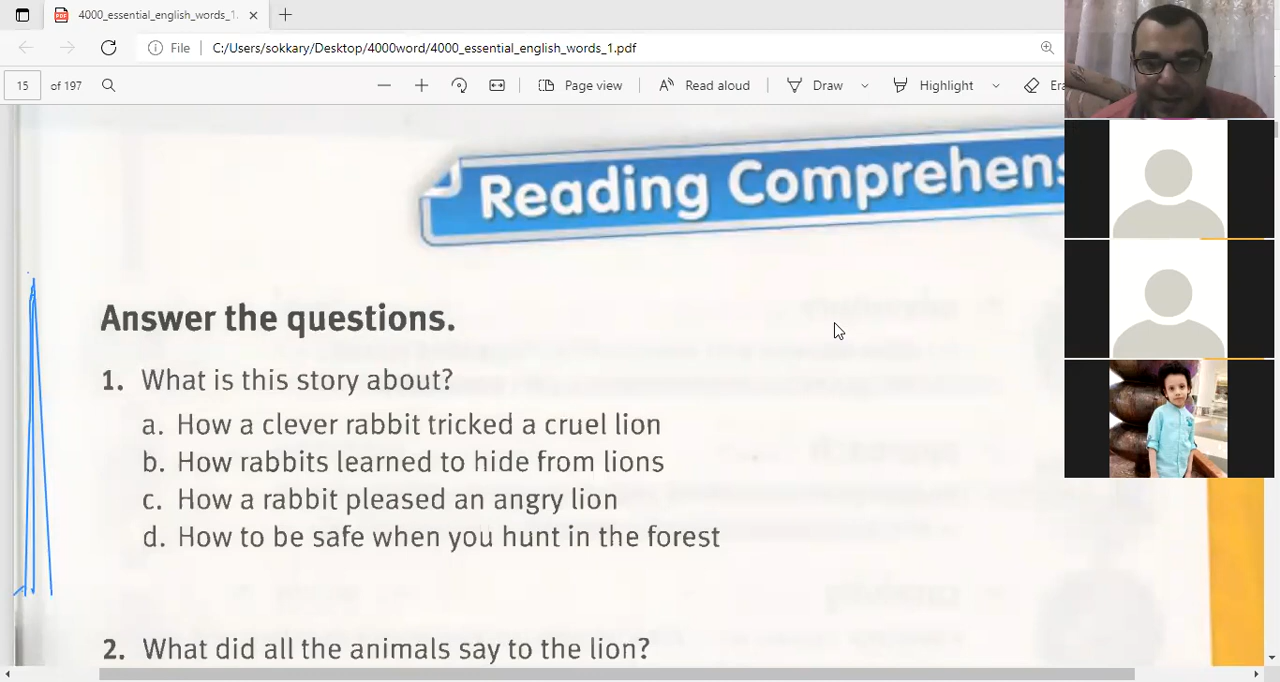 4000_essential_english_words_1.
File C:/Users/sokkary/Desktop/4000word/4000_essential_english_words_1.pdf
15 of 197 Page view Read aloud Draw Highlight Era
Reading Comprehens
Answer the questions.
1. What is this story about?
a. How a clever rabbit tricked a cruel lion
b. How rabbits learned to hide from lions
c. How a rabbit pleased an angry lion
d. How to be safe when you hunt in the forest
2. What did all the animals say to the lion?